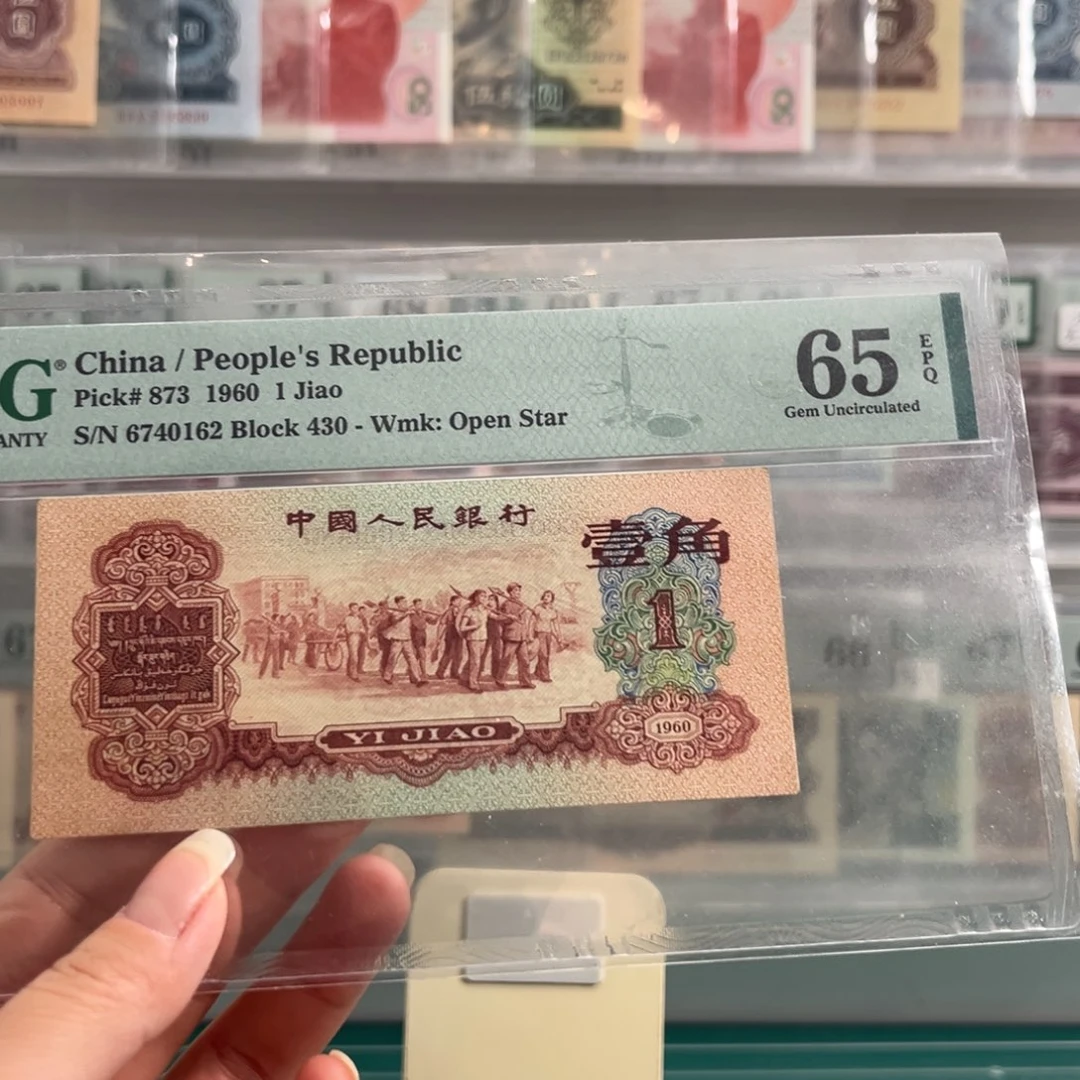 G® China / People's Republic
Pick# 873 1960 1 Jiao
ANTY S/N 6740162 Block 430 - Wmk: Open Star
65 EPQ
Gem Uncirculated
中國人民銀行
壹角
1
YI JIAO
1960